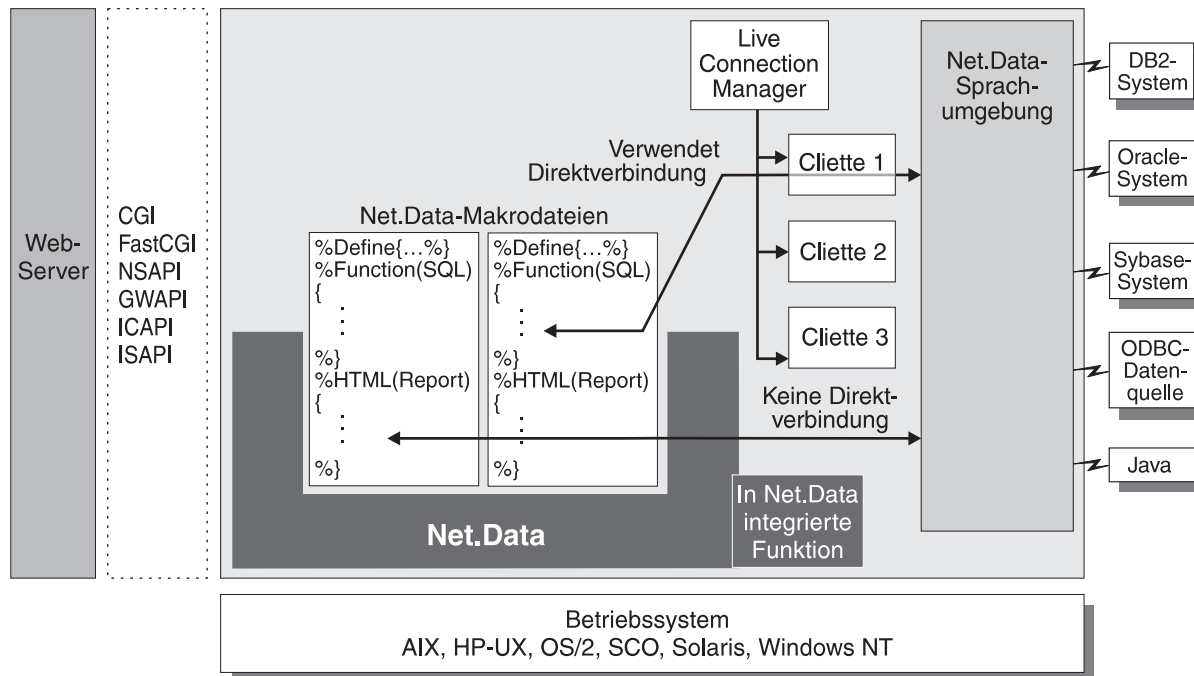 Web-
Server
CGI
FastCGI
NSAPI
GWAPI
ICAPI
ISAPI
Live
Connection
Manager
Net.Data-
Sprach-
umgebung
Verwendet
Direktverbindung
Cliette 1
Cliette 2
Cliette 3
Net.Data-Makrodateien
%Define{...%}
%Function(SQL)
{
.
.
.
%}
%HTML(Report)
{
.
.
.
%}
%Define{...%}
%Function(SQL)
{
.
.
.
%}
%HTML(Report)
{
.
.
.
%}
Keine Direkt-
verbindung
Net.Data
In Net.Data
integrierte
Funktion
DB2-
System
Oracle-
System
Sybase-
System
ODBC-
Daten-
quelle
Java
Betriebssystem
AIX, HP-UX, OS/2, SCO, Solaris, Windows NT